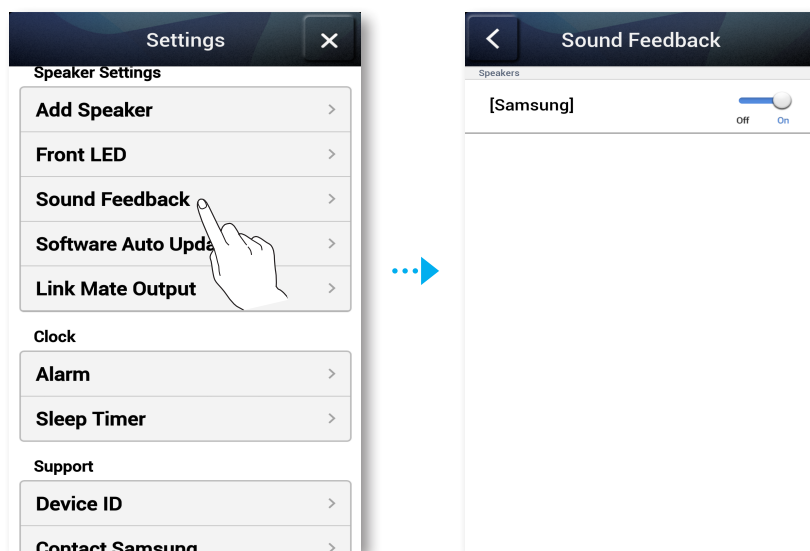 Settings
Speaker Settings
Add Speaker
Front LED
Sound Feedback
Software Auto Upda
Link Mate Output
Clock
Alarm
Sleep Timer
Support
Device ID
Contact Samsung
Sound Feedback
Speakers
[Samsung]
Off On